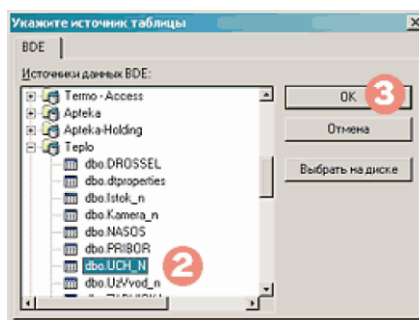 Укажите источник таблицы
BDE
Источники данных BDE:
Termo - Access
Apteka
Apteka-Holding
Teplo
dbo.DROSSEL
dbo.dtproperties
dbo.Istok_n
dbo.Kamera_n
dbo.NASOS
dbo.PRIBOR
dbo.UCH_N
dbo.UzVvod_n
OK
Отмена
Выбрать на диске
3
2